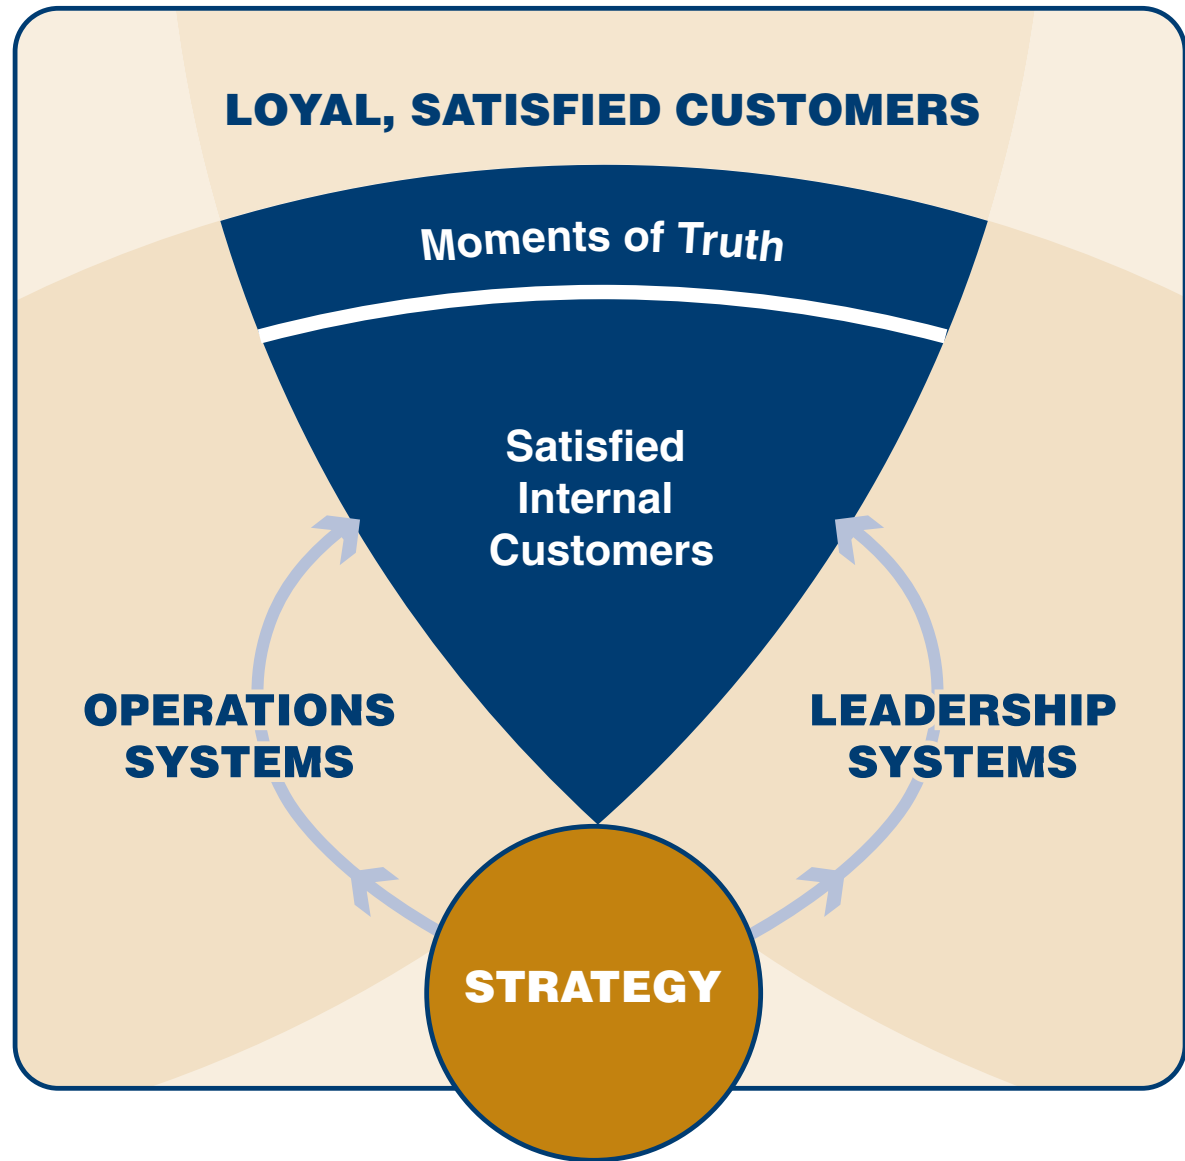 LOYAL, SATISFIED CUSTOMERS
Moments of Truth
Satisfied
Internal
Customers
OPERATIONS
SYSTEMS
LEADERSHIP
SYSTEMS
STRATEGY